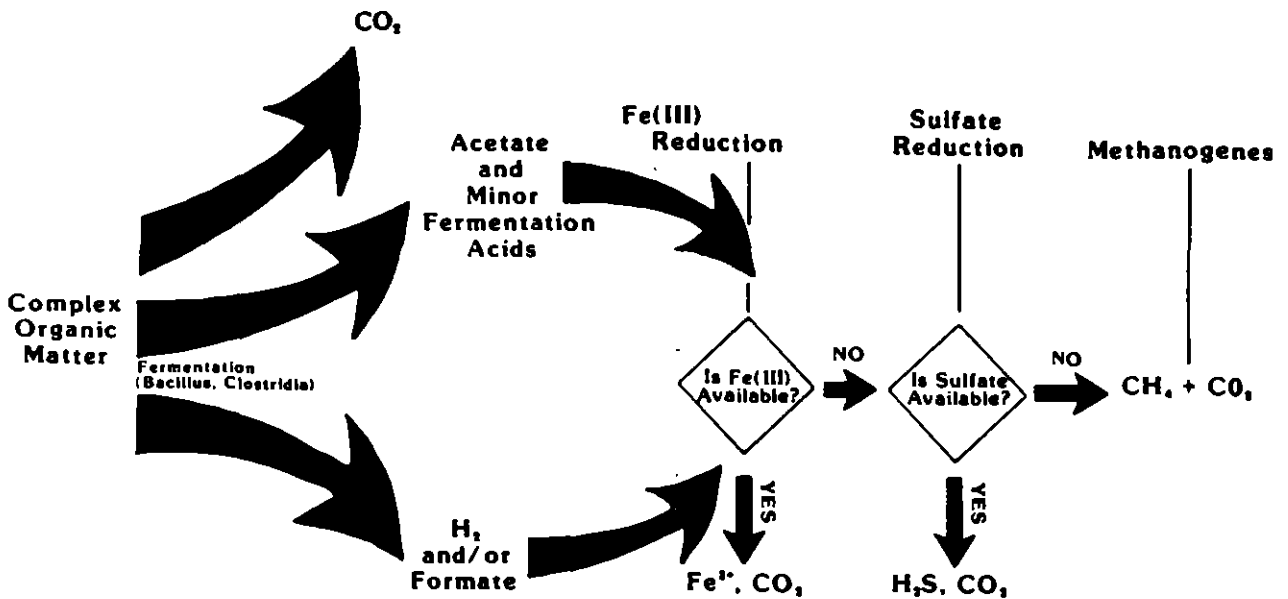 CO₂
Fe(III)
Reduction
Sulfate
Reduction
Methanogenes
Acetate
and
Minor
Fermentation
Acids
Complex
Organic
Matter
Fermentation
(Bacillus, Clostridia)
Is Fe(III)
Available?
NO
Is Sulfate
Available?
NO
CH₄ + CO₂
YES
YES
H₂
and/or
Formate
Fe²⁺, CO₂
H₂S, CO₂